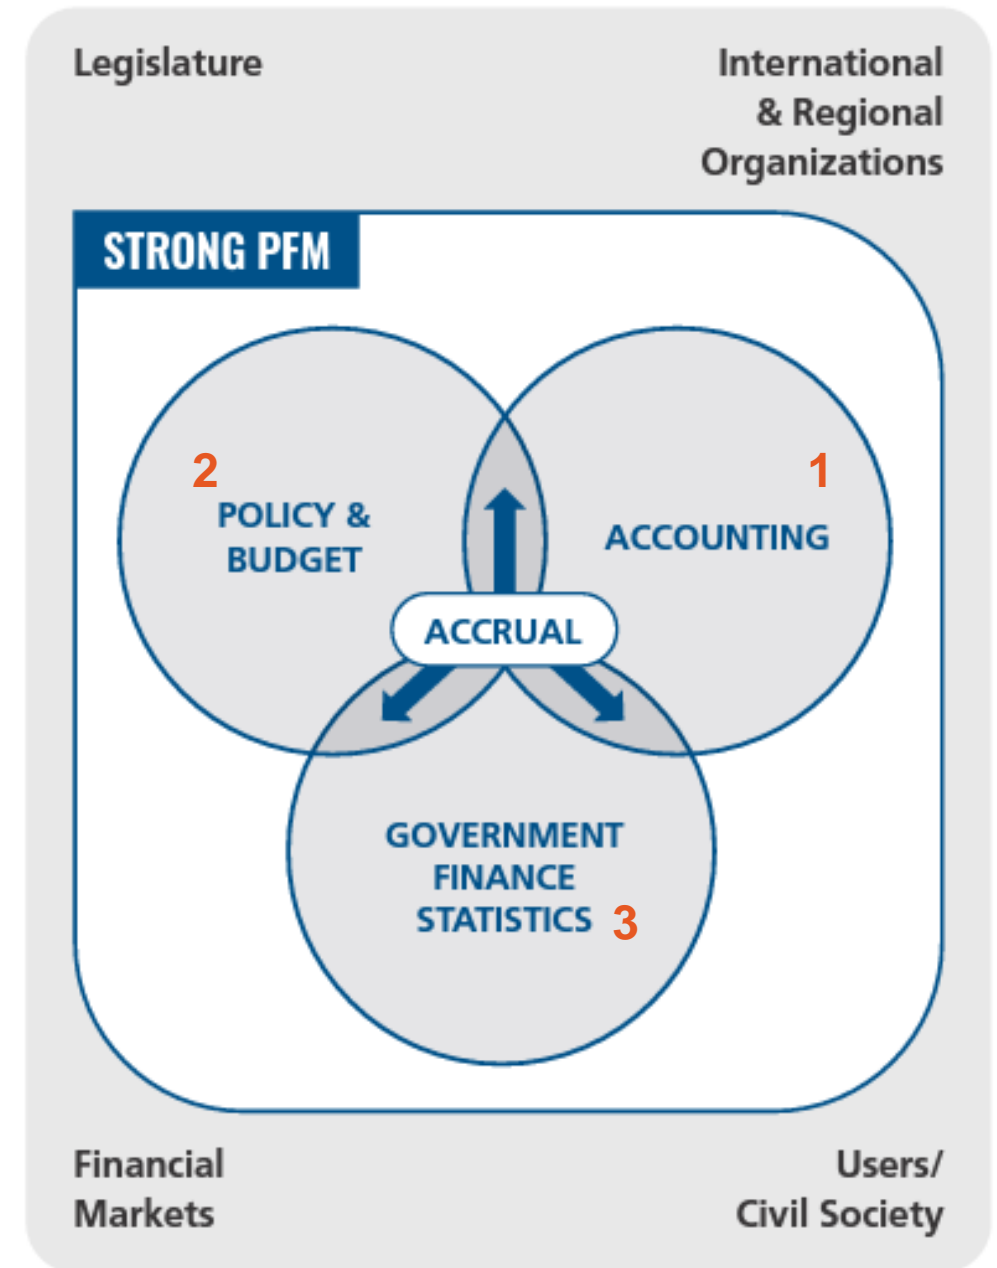 Legislature
International
& Regional
Organizations
STRONG PFM
2
POLICY &
BUDGET
1
ACCOUNTING
ACCRUAL
GOVERNMENT
FINANCE
STATISTICS 3
Financial
Markets
Users/
Civil Society